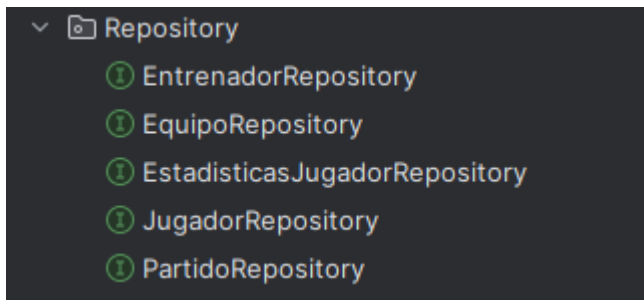 Repository
EntrenadorRepository
EquipoRepository
EstadisticasJugadorRepository
JugadorRepository
PartidoRepository